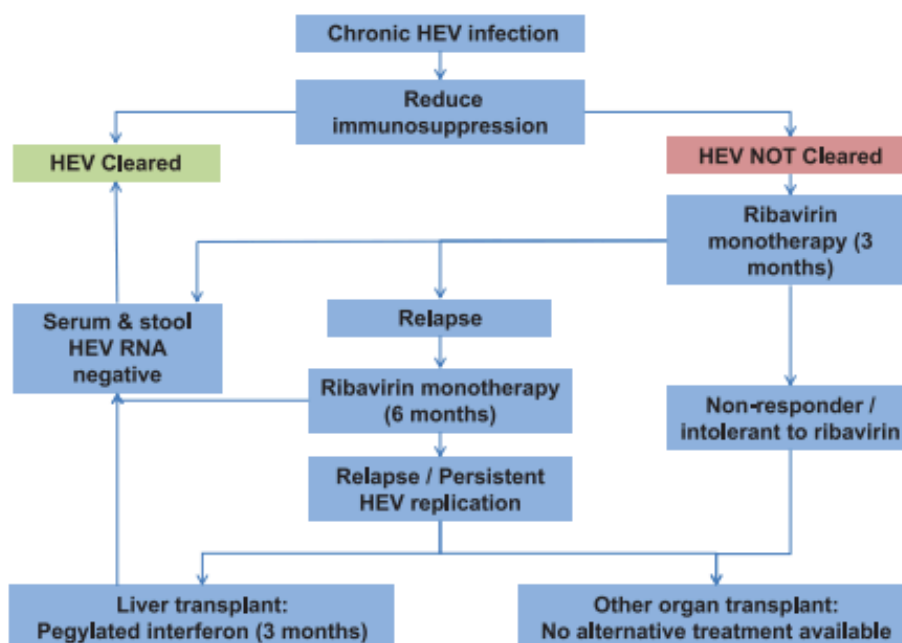 Chronic HEV infection
Reduce
immunosuppression
HEV Cleared
HEV NOT Cleared
Ribavirin
monotherapy (3
months)
Serum & stool
HEV RNA
negative
Relapse
Ribavirin monotherapy
(6 months)
Non-responder /
intolerant to ribavirin
Relapse / Persistent
HEV replication
Liver transplant:
Pegylated interferon (3 months)
Other organ transplant:
No alternative treatment available